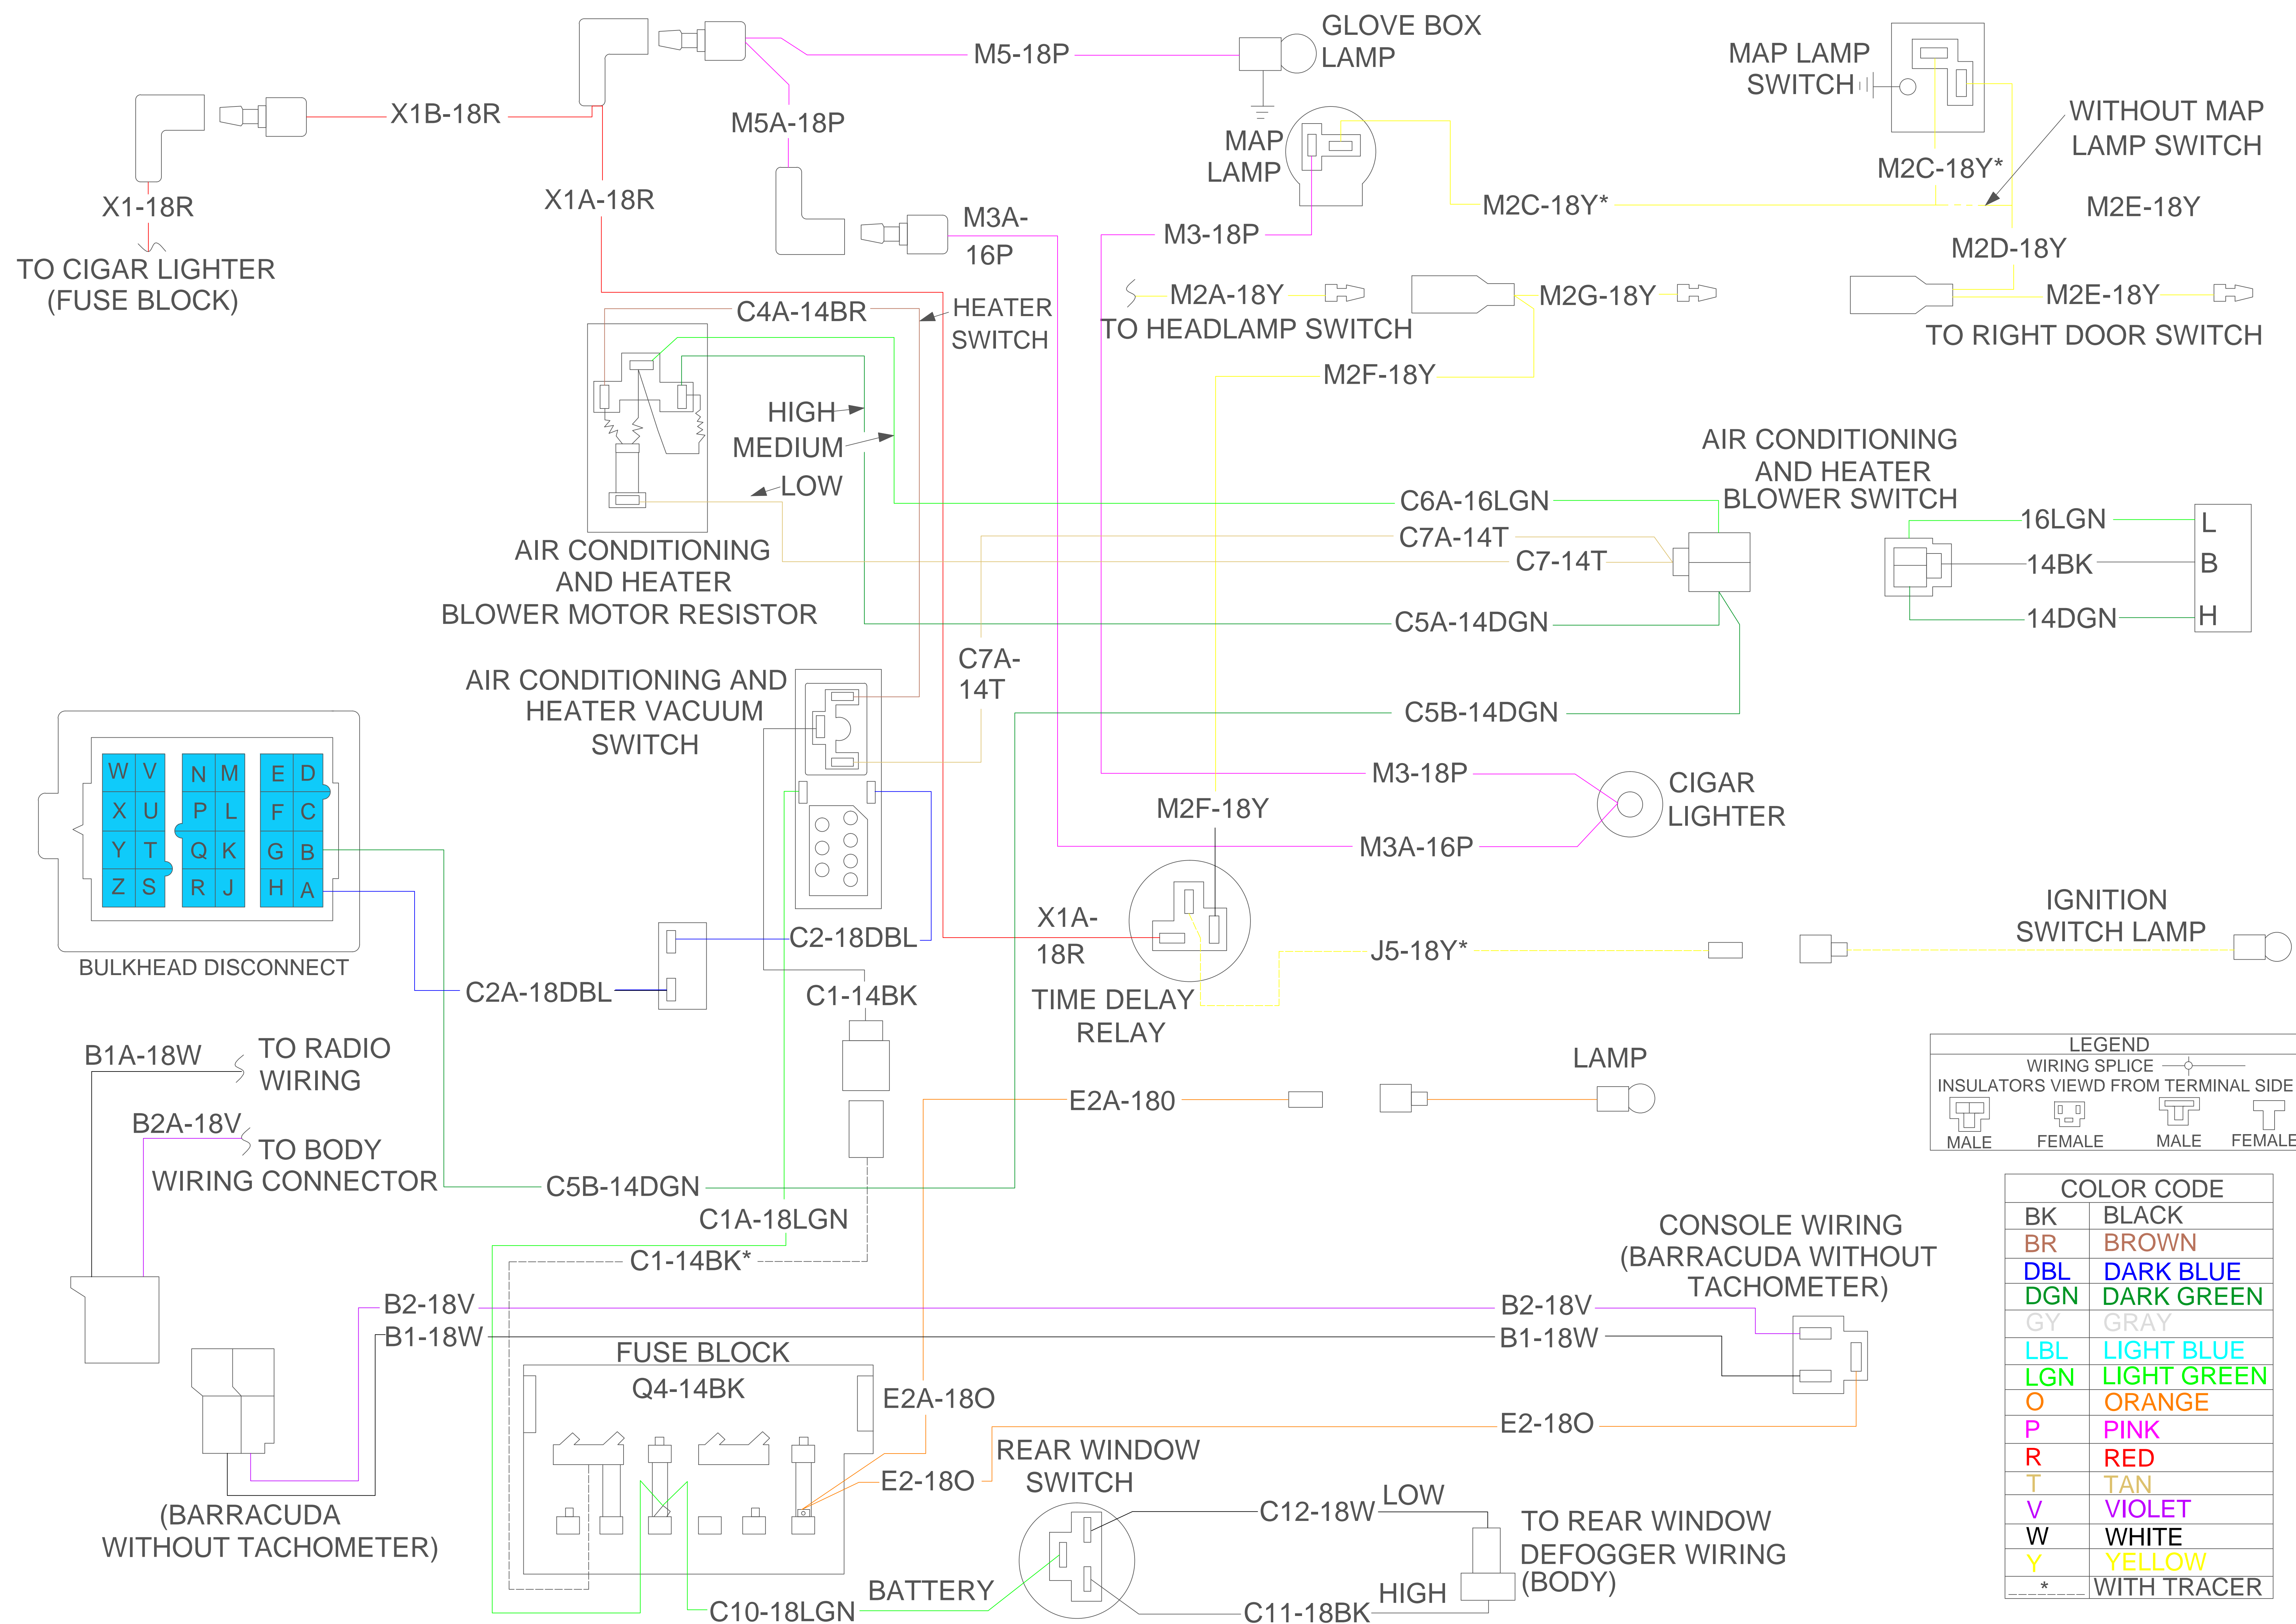 GLOVE BOX
LAMP
M5-18P
MAP LAMP
SWITCH
X1B-18R
M5A-18P
WITHOUT MAP
LAMP SWITCH
MAP
LAMP
M2C-18Y*
X1-18R
X1A-18R
M3A-
16P
M2C-18Y*
M2E-18Y
M3-18P
M2D-18Y
TO CIGAR LIGHTER
(FUSE BLOCK)
C4A-14BR
HEATER
SWITCH
M2A-18Y
TO HEADLAMP SWITCH
M2G-18Y
M2E-18Y
TO RIGHT DOOR SWITCH
M2F-18Y
HIGH
MEDIUM
LOW
AIR CONDITIONING
AND HEATER
BLOWER SWITCH
C6A-16LGN
C7A-14T
C7-14T
C5A-14DGN
16LGN
14BK
14DGN
L
B
H
AIR CONDITIONING
AND HEATER
BLOWER MOTOR RESISTOR
C7A-
14T
AIR CONDITIONING AND
HEATER VACUUM
SWITCH
C5B-14DGN
W V N M E D
X U P L F C
Y T Q K G B
Z S R J H A
BULKHEAD DISCONNECT
M3-18P
CIGAR
LIGHTER
M2F-18Y
M3A-16P
X1A-
18R
C2-18DBL
C2A-18DBL
C1-14BK
TIME DELAY
RELAY
J5-18Y*
IGNITION
SWITCH LAMP
B1A-18W
TO RADIO
WIRING
B2A-18V
TO BODY
WIRING CONNECTOR
E2A-180
LAMP
LEGEND
WIRING SPLICE
INSULATORS VIEWD FROM TERMINAL SIDE
MALE FEMALE MALE FEMALE
C5B-14DGN
C1A-18LGN
C1-14BK*
CONSOLE WIRING
(BARRACUDA WITHOUT
TACHOMETER)
B2-18V
B1-18W
B2-18V
B1-18W
FUSE BLOCK
Q4-14BK
E2A-18O
E2-18O
E2-18O
REAR WINDOW
SWITCH
(BARRACUDA
WITHOUT TACHOMETER)
C12-18W
LOW
TO REAR WINDOW
DEFOGGER WIRING
(BODY)
BATTERY
HIGH
C10-18LGN
C11-18BK
COLOR CODE
BK BLACK
BR BROWN
DBL DARK BLUE
DGN DARK GREEN
GY GRAY
LBL LIGHT BLUE
LGN LIGHT GREEN
O ORANGE
P PINK
R RED
T TAN
V VIOLET
W WHITE
Y YELLOW
* WITH TRACER